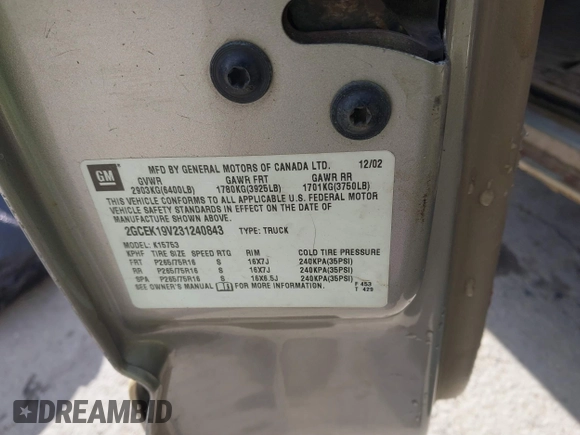 GM
MFD BY GENERAL MOTORS OF CANADA LTD. 12/02
GVWR GAWR FRT GAWR RR
2903KG(6400LB) 1780KG(3925LB) 1701KG(3750LB)
THIS VEHICLE CONFORMS TO ALL APPLICABLE U.S. FEDERAL MOTOR
VEHICLE SAFETY STANDARDS IN EFFECT ON THE DATE OF
MANUFACTURE SHOWN ABOVE.
2GCEK19V231240843 TYPE: TRUCK
MODEL: K15753
KPHF TIRE SIZE SPEED RTG RIM COLD TIRE PRESSURE
FRT P265/75R16 S 16X7J 240KPA(35PSI)
RR P265/75R16 S 16X7J 240KPA(35PSI)
SPA P265/75R16 S 16X6.5J 240KPA(35PSI)
SEE OWNER'S MANUAL FOR MORE INFORMATION.
F 453
T 429
DREAMBID